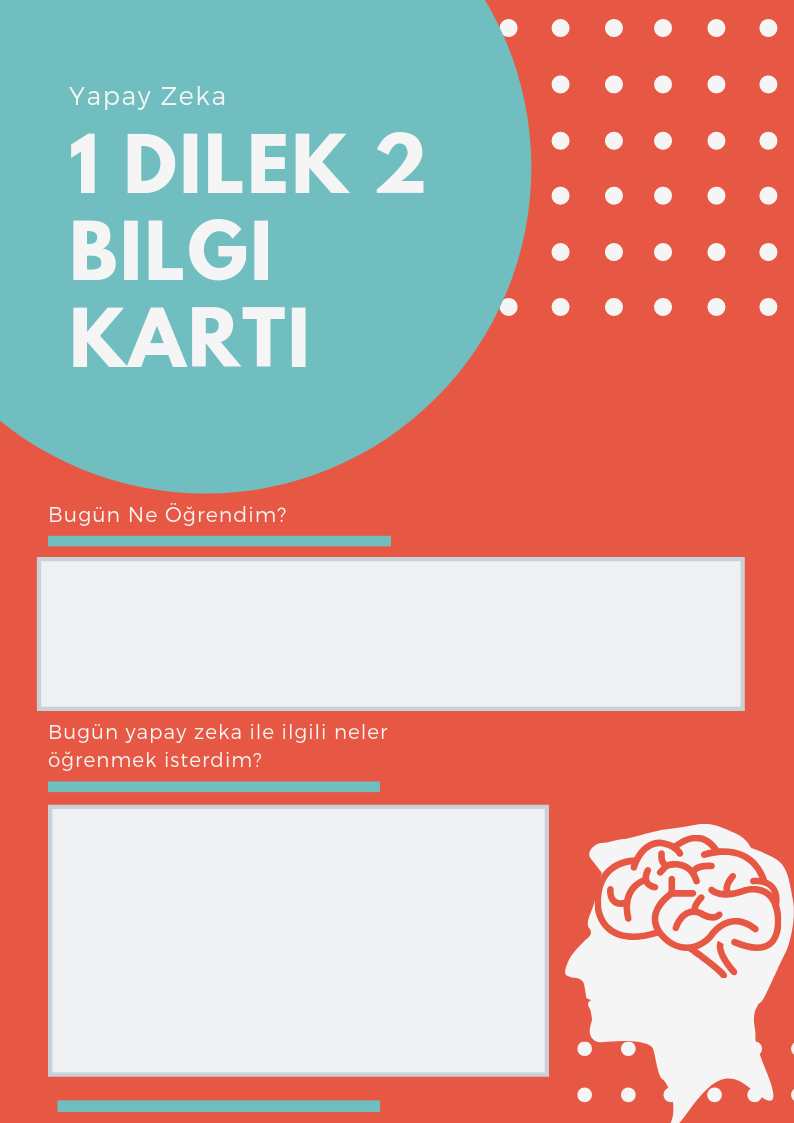 Yapay Zeka
1 DILEK 2
BILGI
KARTI
Bugün Ne Öğrendim?
Bugün yapay zeka ile ilgili neler
öğrenmek isterdim?